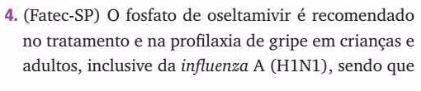 4. (Fatec-SP) O fosfato de oseltamivir é recomendado
no tratamento e na profilaxia de gripe em crianças e
adultos, inclusive da influenza A (H1N1), sendo que